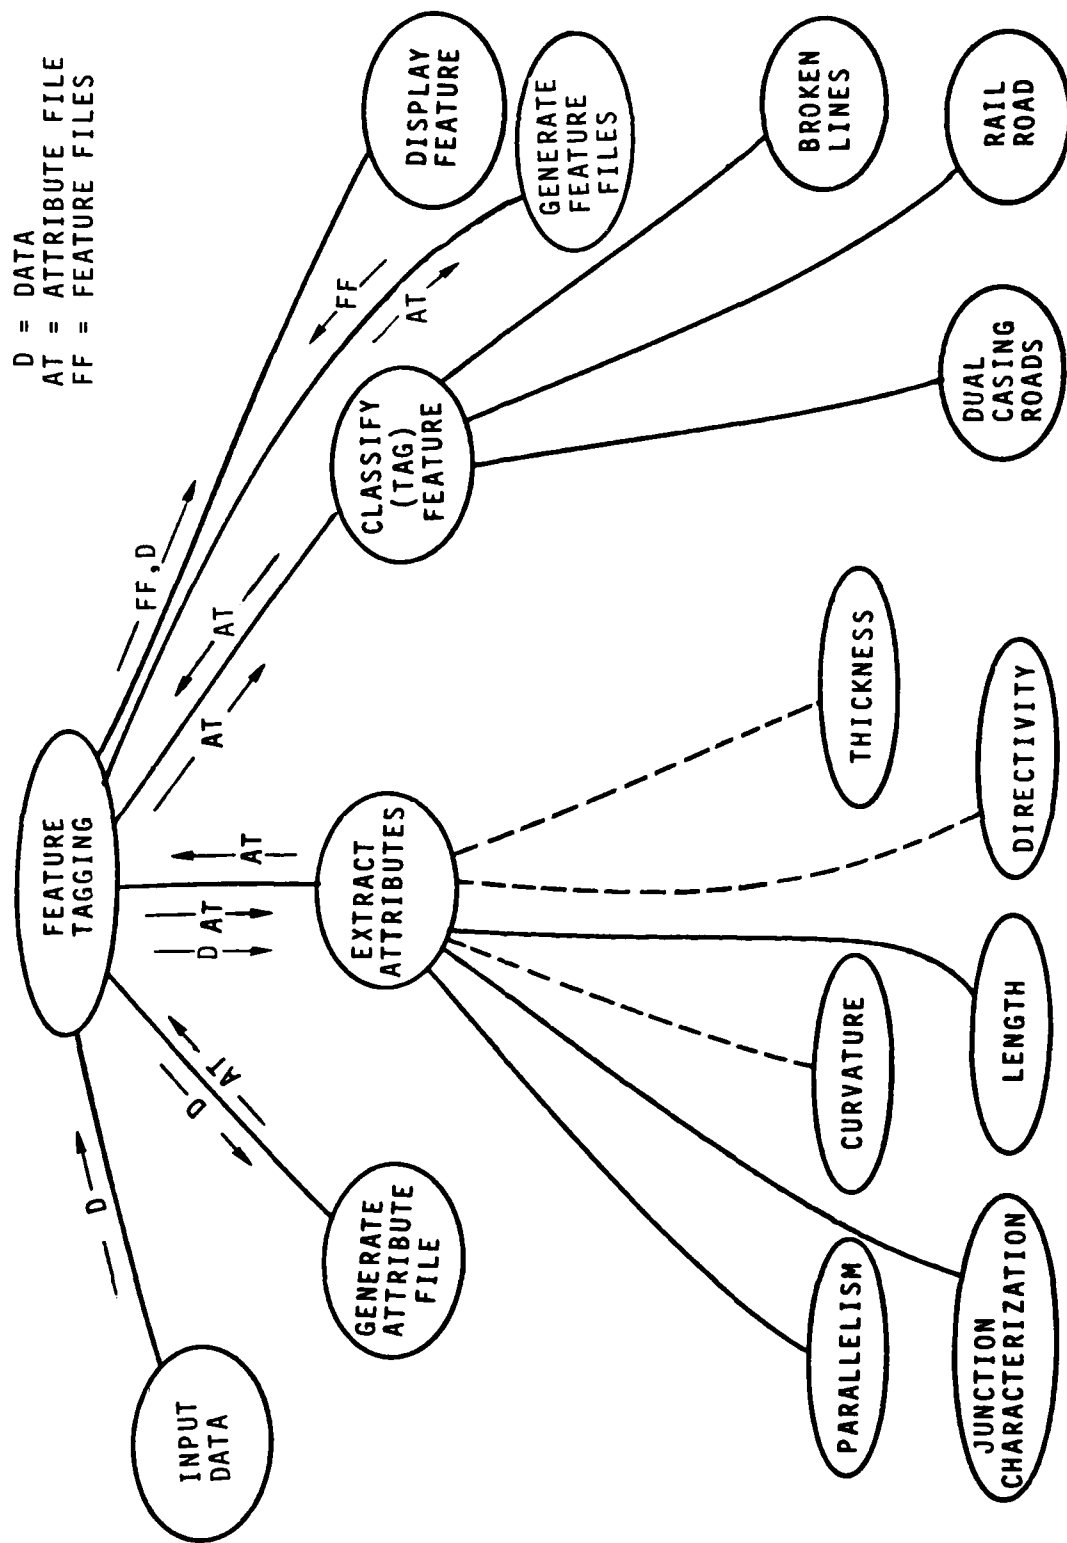 D = DATA
AT = ATTRIBUTE FILE
FF = FEATURE FILES
FEATURE
TAGGING
D
D
AT
D
AT
AT
AT
AT
FF,D
FF
AT
INPUT
DATA
GENERATE
ATTRIBUTE
FILE
EXTRACT
ATTRIBUTES
CLASSIFY
(TAG)
FEATURE
DISPLAY
FEATURE
GENERATE
FEATURE
FILES
PARALLELISM
CURVATURE
THICKNESS
BROKEN
LINES
JUNCTION
CHARACTERIZATION
LENGTH
DIRECTIVITY
DUAL
CASING
ROADS
RAIL
ROAD